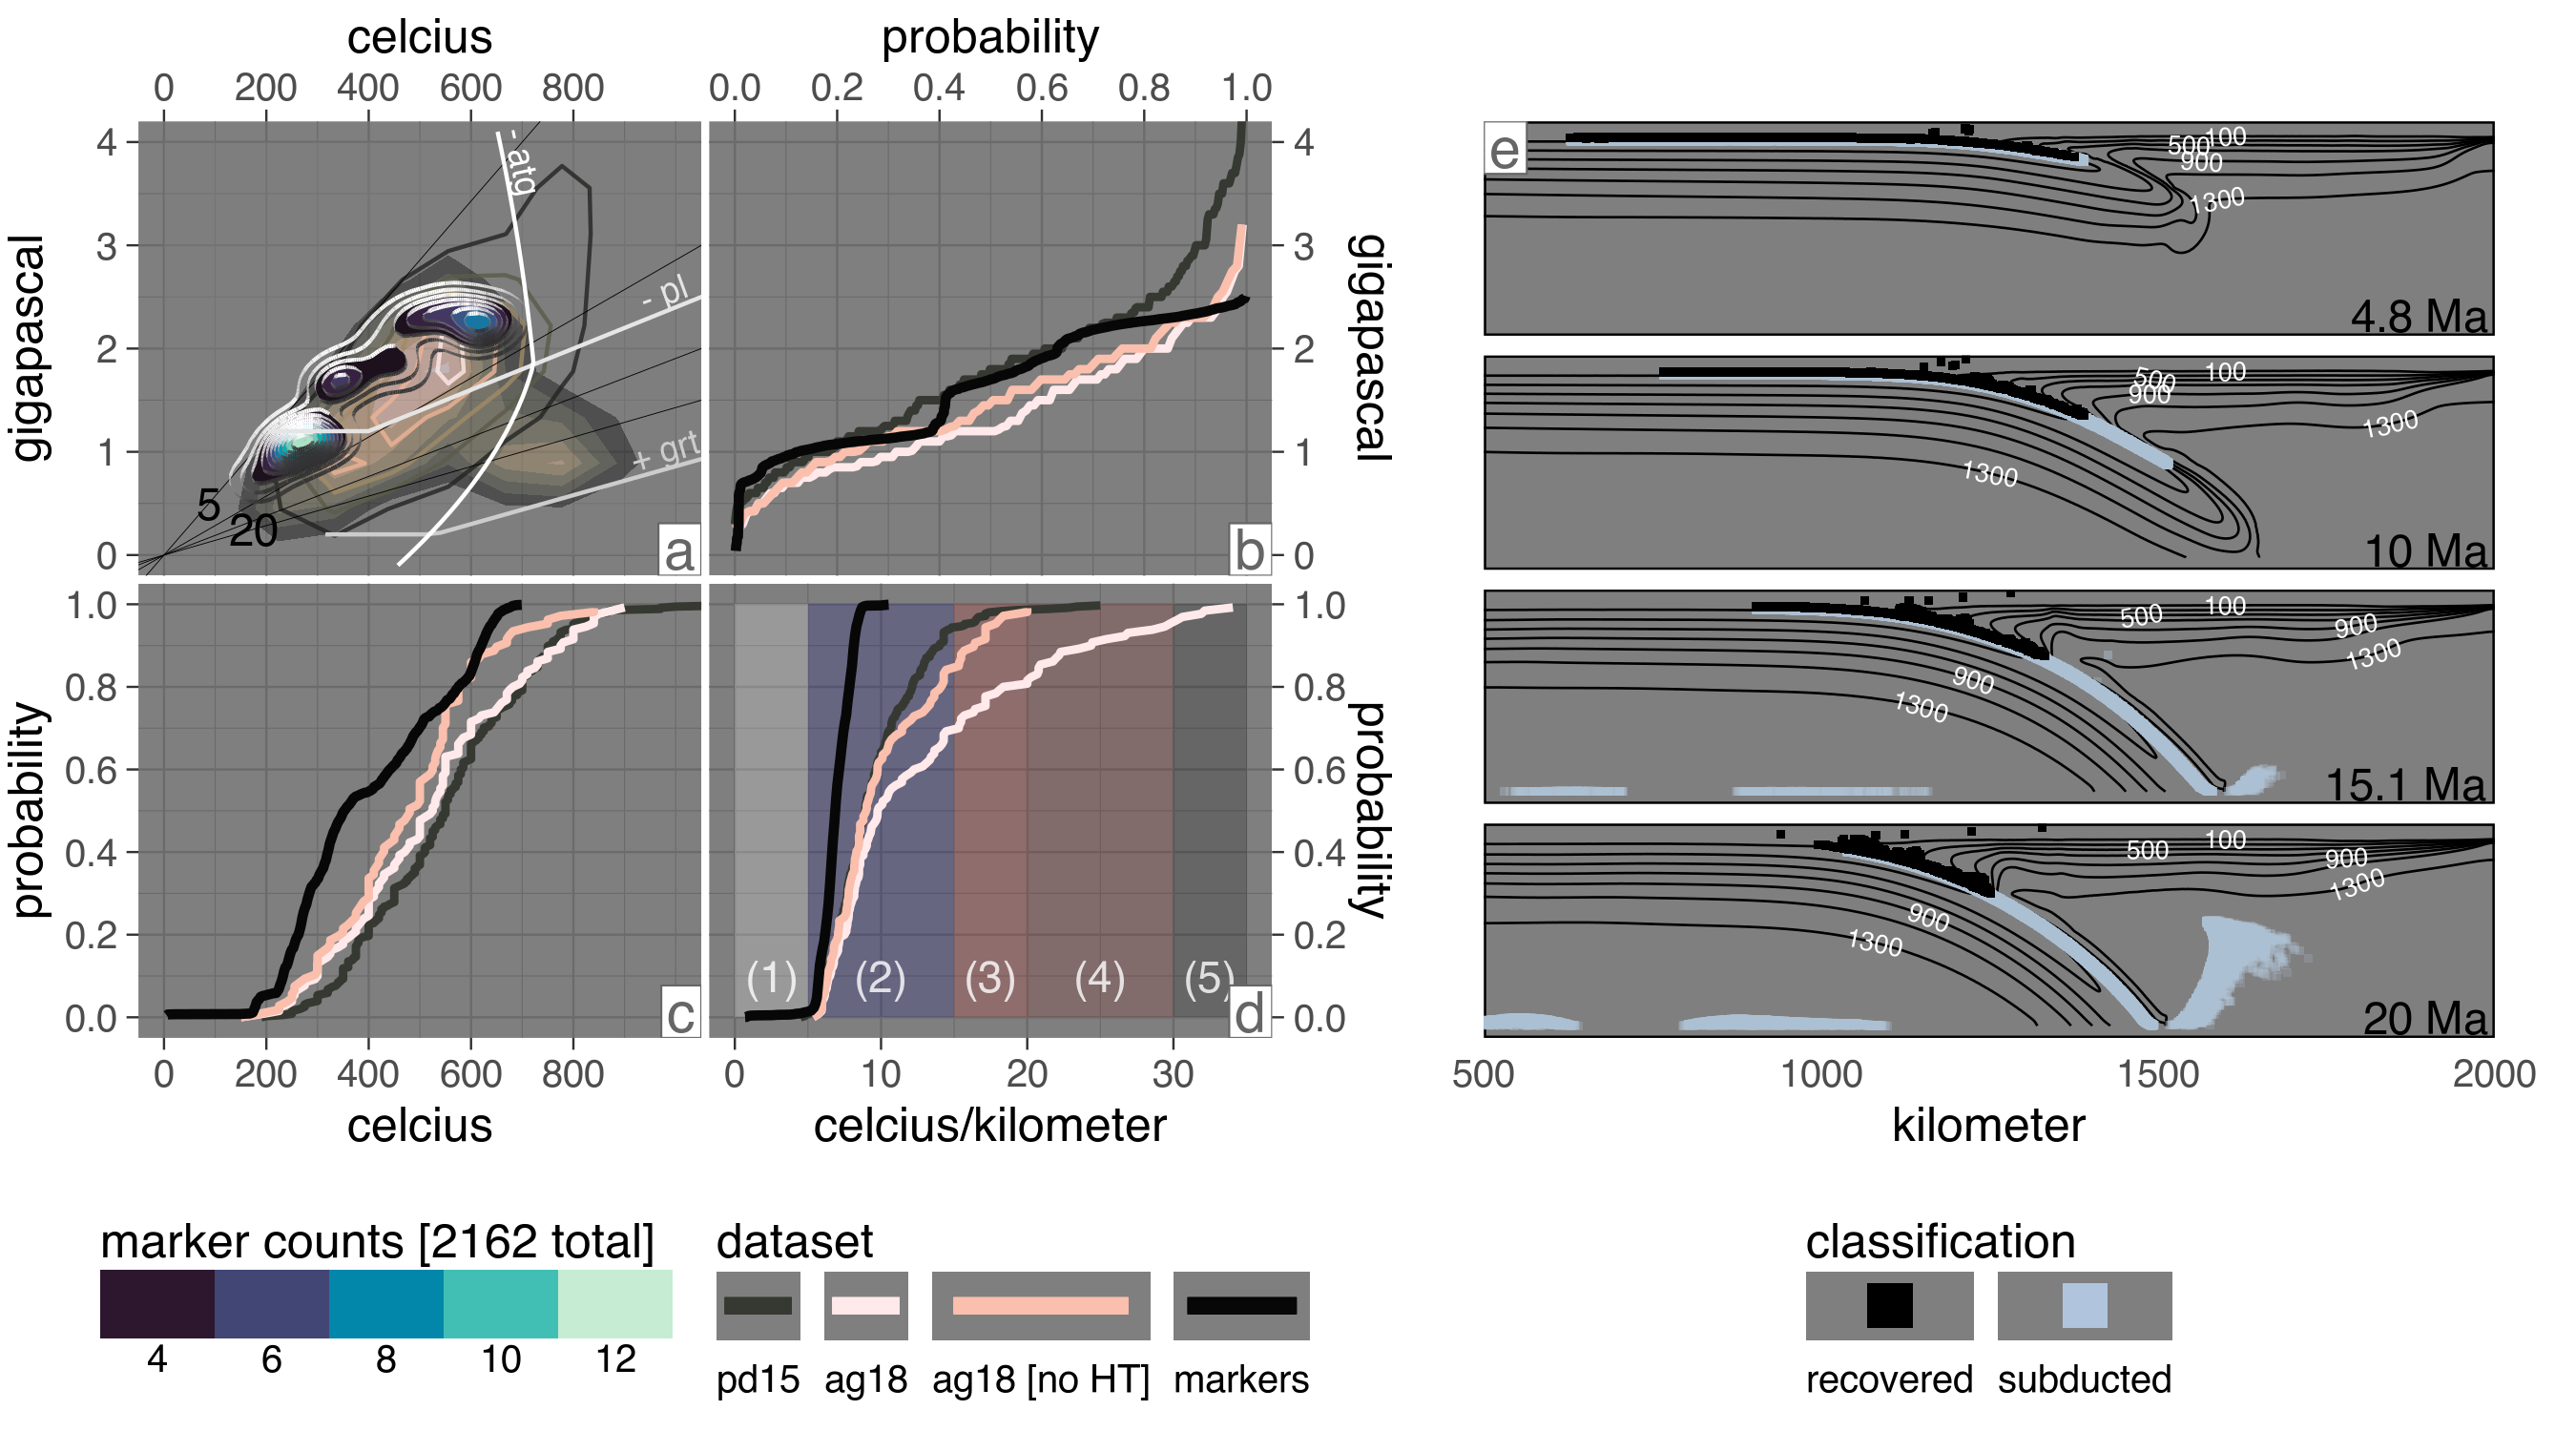 celcius
probability
0 200 400 600 800
0.0 0.2 0.4 0.6 0.8 1.0
gigapascal
4
3
2
1
0
- atg
- pl
+ grt
5
20
a
b
4
3
2
1
0
gigapascal
probability
1.0
0.8
0.6
0.4
0.2
0.0
c
(1) (2) (3) (4) (5)
d
1.0
0.8
0.6
0.4
0.2
0.0
probability
0 200 400 600 800
0 10 20 30
celcius
celcius/kilometer
e
500 100
900
1300
4.8 Ma
500 100
900
1300
1300
10 Ma
500 100
900
1300
900
1300
15.1 Ma
500 100
900
1300
900
1300
20 Ma
500 1000 1500 2000
kilometer
marker counts [2162 total]
4 6 8 10 12
dataset
pd15 ag18 ag18 [no HT] markers
classification
recovered subducted